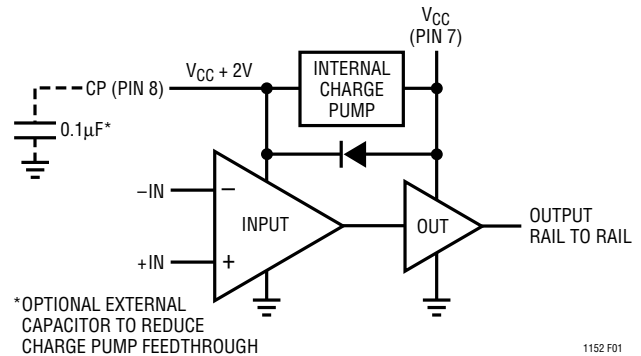 VCC
(PIN 7)
VCC + 2V
INTERNAL
CHARGE
PUMP
CP (PIN 8)
0.1µF*
–IN
–
INPUT
OUT
OUTPUT
RAIL TO RAIL
+IN
+
*OPTIONAL EXTERNAL
CAPACITOR TO REDUCE
CHARGE PUMP FEEDTHROUGH
1152 F01